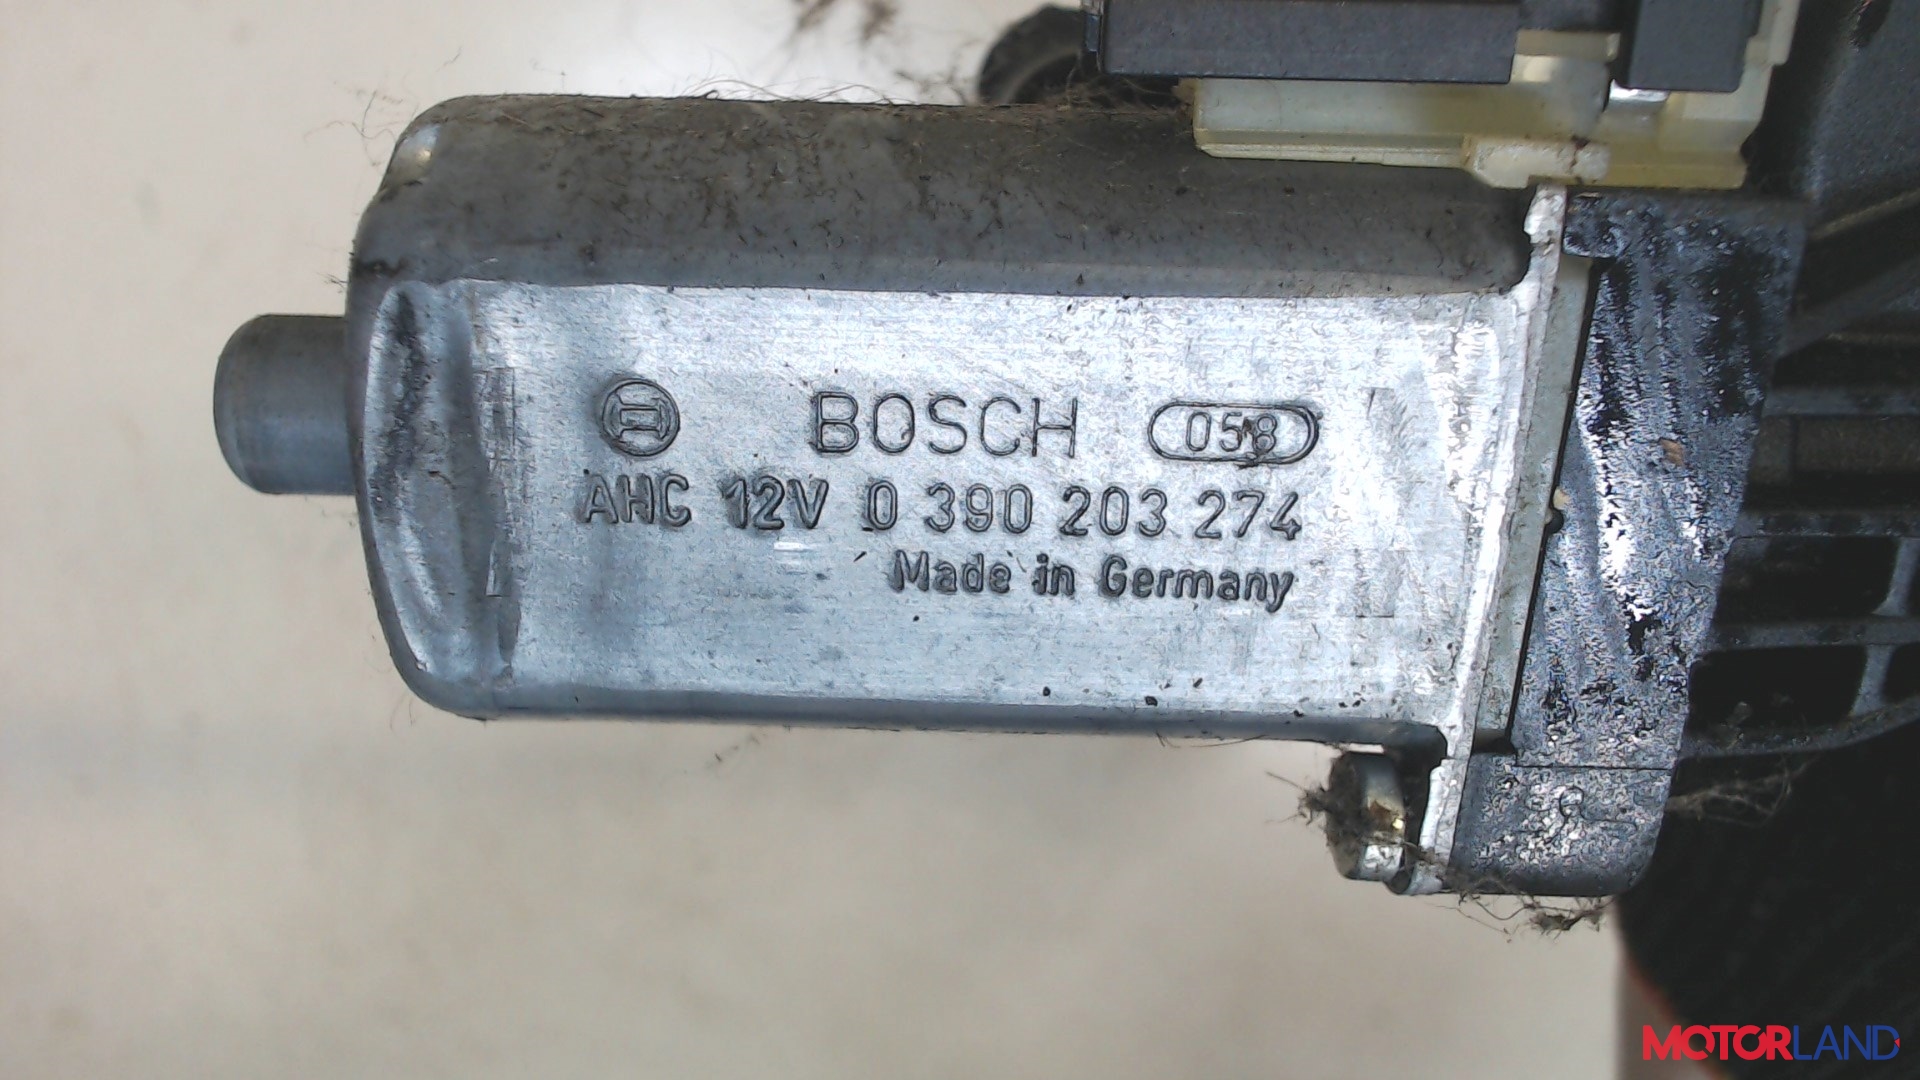 BOSCH 058
AHC 12V 0 390 203 274
Made in Germany
MOTORLAND